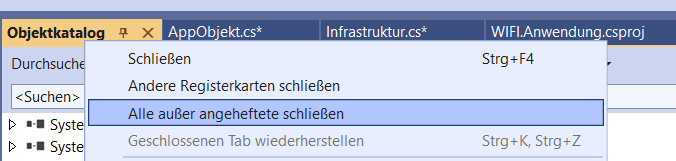 Objektkatalog AppObjekt.cs* Infrastruktur.cs* WIFI.Anwendung.csproj
Durchsuche
Schließen Strg+F4
<Suchen>
Andere Registerkarten schließen
Alle außer angeheftete schließen
Syste
Geschlossenen Tab wiederherstellen Strg+K, Strg+Z
Syste